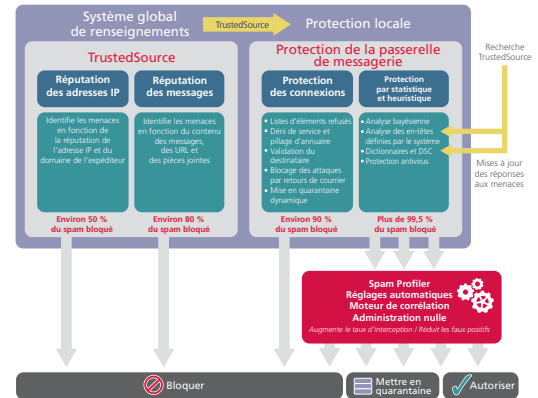 Système global
de renseignements
TrustedSource
Protection locale
TrustedSource
Protection de la passerelle
de messagerie
Recherche
TrustedSource
Réputation
des adresses IP
Réputation
des messages
Protection
des connexions
Protection
par statistique
et heuristique
Identifie les menaces
en fonction de
la réputation de
l'adresse IP et du
domaine de l'expéditeur
Identifie les menaces
en fonction du contenu
des messages,
des URL et
des pièces jointes
• Listes d'éléments refusés
• Déni de service et
pillage d'annuaire
• Validation du
destinataire
• Blocage des attaques
par retours de courrier
• Mise en quarantaine
dynamique
• Analyse bayésienne
• Analyse des en-têtes
définies par le système
• Dictionnaires et DSC
• Protection antivirus
Mises à jour
des réponses
aux menaces
Environ 50 %
du spam bloqué
Environ 80 %
du spam bloqué
Environ 90 %
du spam bloqué
Plus de 99,5 %
du spam bloqué
Spam Profiler
Réglages automatiques
Moteur de corrélation
Administration nulle
Augmente le taux d'interception / Réduit les faux positifs
Bloquer
Mettre en
quarantaine
Autoriser